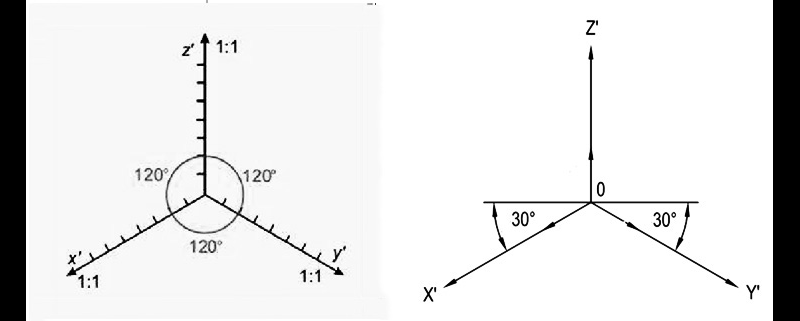 z' 1:1
120° 120°
120°
x' y'
1:1 1:1
Z'
0
30° 30°
X' Y'